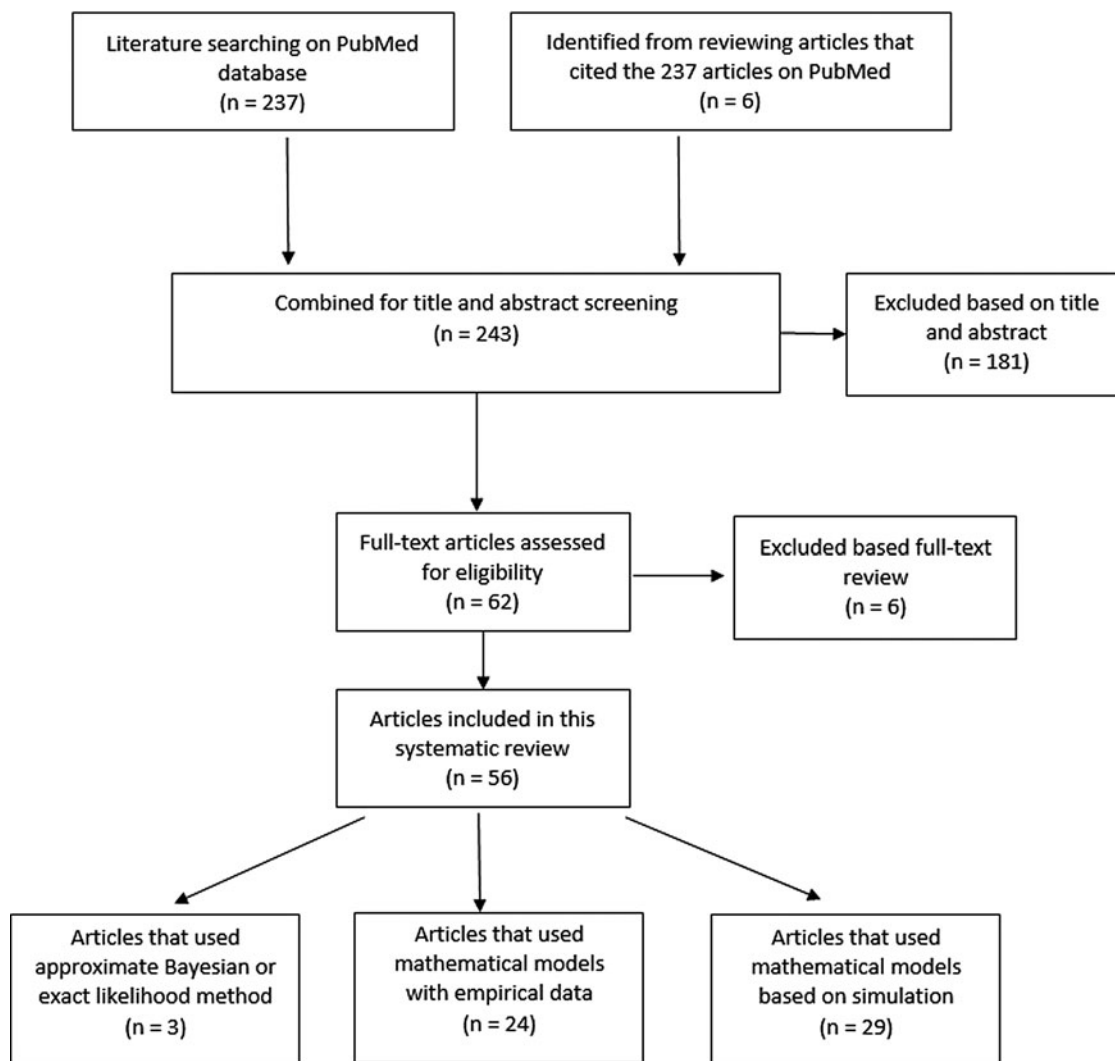 Literature searching on PubMed
database
(n = 237)
Identified from reviewing articles that
cited the 237 articles on PubMed
(n = 6)
Combined for title and abstract screening
(n = 243)
Excluded based on title
and abstract
(n = 181)
Full-text articles assessed
for eligibility
(n = 62)
Excluded based full-text
review
(n = 6)
Articles included in this
systematic review
(n = 56)
Articles that used
approximate Bayesian or
exact likelihood method
(n = 3)
Articles that used
mathematical models
with empirical data
(n = 24)
Articles that used
mathematical models
based on simulation
(n = 29)